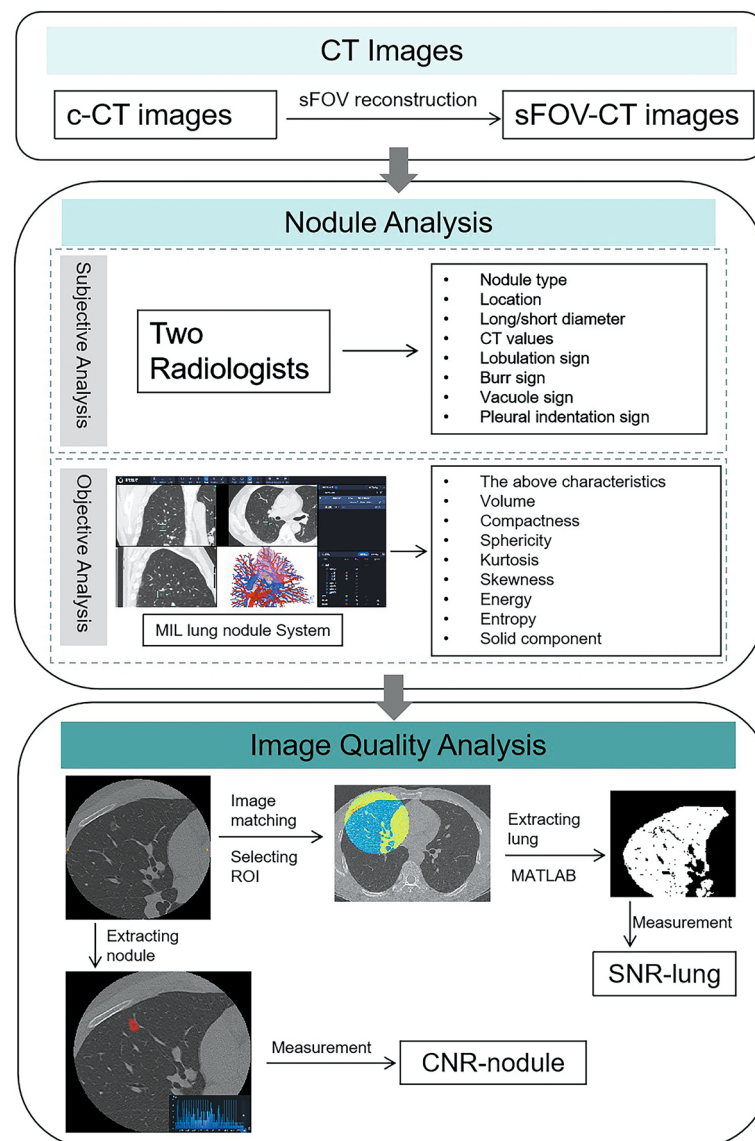 CT Images
c-CT images
sFOV reconstruction
sFOV-CT images
Nodule Analysis
Subjective Analysis
Two
Radiologists
• Nodule type
• Location
• Long/short diameter
• CT values
• Lobulation sign
• Burr sign
• Vacuole sign
• Pleural indentation sign
Objective Analysis
MIL lung nodule System
• The above characteristics
• Volume
• Compactness
• Sphericity
• Kurtosis
• Skewness
• Energy
• Entropy
• Solid component
Image Quality Analysis
Image
matching
Selecting
ROI
Extracting
lung
MATLAB
Extracting
nodule
Measurement
SNR-lung
Measurement
CNR-nodule